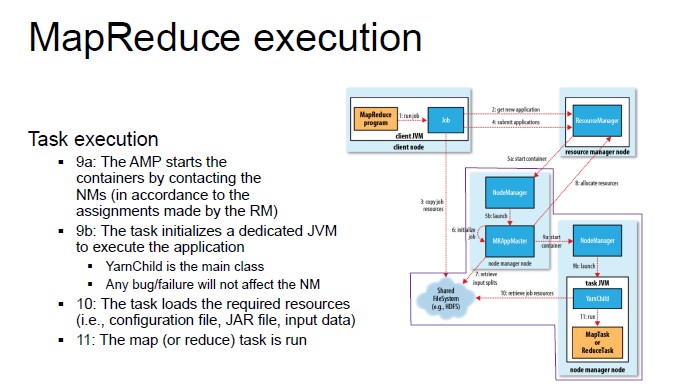 MapReduce execution
Task execution
▪ 9a: The AMP starts the
containers by contacting the
NMs (in accordance to the
assignments made by the RM)
▪ 9b: The task initializes a dedicated JVM
to execute the application
▪ YarnChild is the main class
▪ Any bug/failure will not affect the NM
▪ 10: The task loads the required resources
(i.e., configuration file, JAR file, input data)
▪ 11: The map (or reduce) task is run
MapReduce
program
1: run job
Job
client JVM
client node
2: get new application
4: submit applications
ResourceManager
resource manager node
5a: start container
8: allocate resources
3: copy job
resources
NodeManager
5b: launch
6: initialize
job
MRAppMaster
node manager node
9a: start
container
NodeManager
9b: launch
7: retrieve
input splits
Shared
FileSystem
(e.g., HDFS)
10: retrieve job resources
task JVM
YarnChild
11: run
MapTask
or
ReduceTask
node manager node